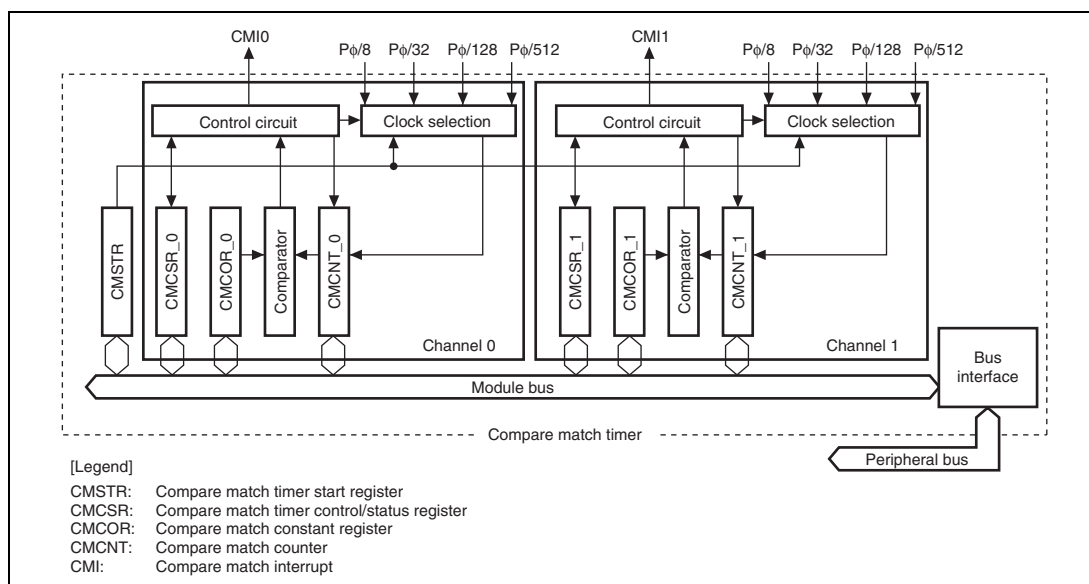 CMI0
Pφ/8 Pφ/32 Pφ/128 Pφ/512
CMI1
Pφ/8 Pφ/32 Pφ/128 Pφ/512
Control circuit
Clock selection
Control circuit
Clock selection
CMSTR
CMCSR_0
CMCOR_0
Comparator
CMCNT_0
CMCSR_1
CMCOR_1
Comparator
CMCNT_1
Channel 0
Channel 1
Bus
interface
Module bus
Compare match timer
Peripheral bus
[Legend]
CMSTR: Compare match timer start register
CMCSR: Compare match timer control/status register
CMCOR: Compare match constant register
CMCNT: Compare match counter
CMI: Compare match interrupt